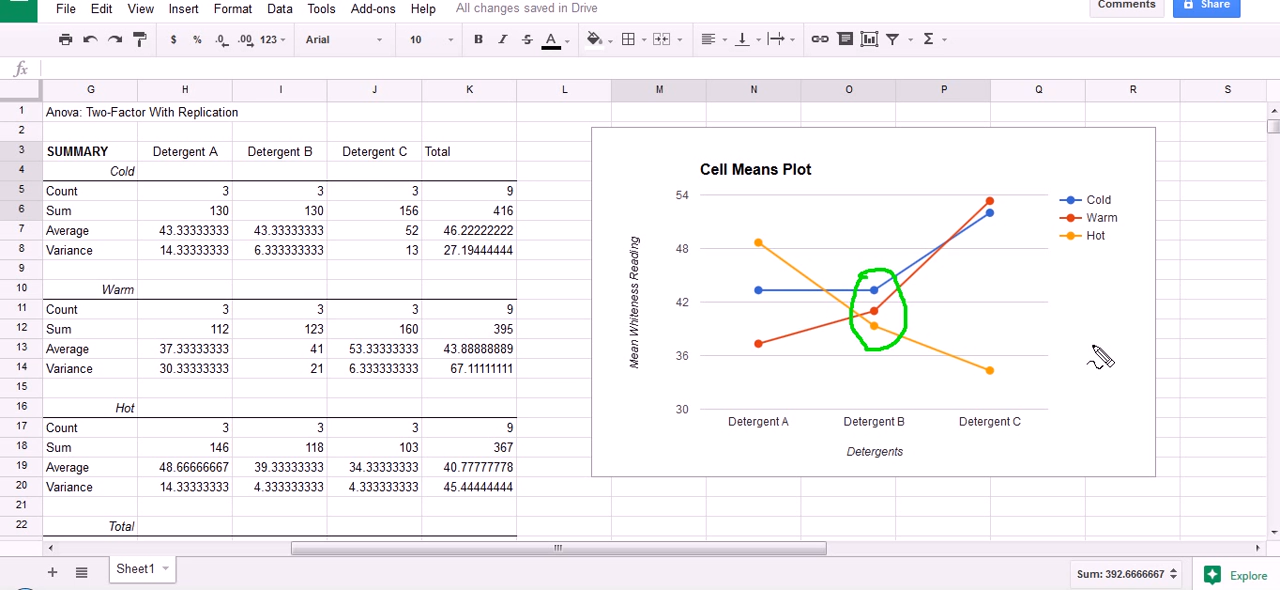 File Edit View Insert Format Data Tools Add-ons Help All changes saved in Drive Comments Share
$ % .0 .00 123 Arial 10 B I S A Σ
fx
G H I J K L M N O P Q R S
1 Anova: Two-Factor With Replication
2
3 SUMMARY Detergent A Detergent B Detergent C Total
4 Cold
5 Count 3 3 3 9
6 Sum 130 130 156 416
7 Average 43.33333333 43.33333333 52 46.22222222
8 Variance 14.33333333 6.333333333 13 27.19444444
9
10 Warm
11 Count 3 3 3 9
12 Sum 112 123 160 395
13 Average 37.33333333 41 53.33333333 43.88888889
14 Variance 30.33333333 21 6.333333333 67.11111111
15
16 Hot
17 Count 3 3 3 9
18 Sum 146 118 103 367
19 Average 48.66666667 39.33333333 34.33333333 40.77777778
20 Variance 14.33333333 4.333333333 4.333333333 45.44444444
21
22 Total
Cell Means Plot
Mean Whiteness Reading
54
48
42
36
30
Cold
Warm
Hot
Detergent A Detergent B Detergent C
Detergents
Sheet1 Sum: 392.6666667 Explore